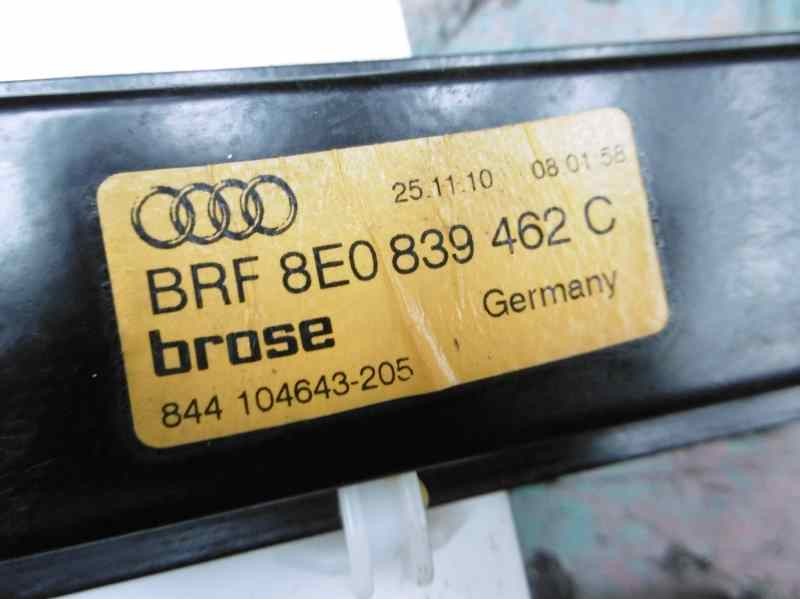 25.11.10 08 01 58
BRF 8E0 839 462 C
brose Germany
844 104643-205